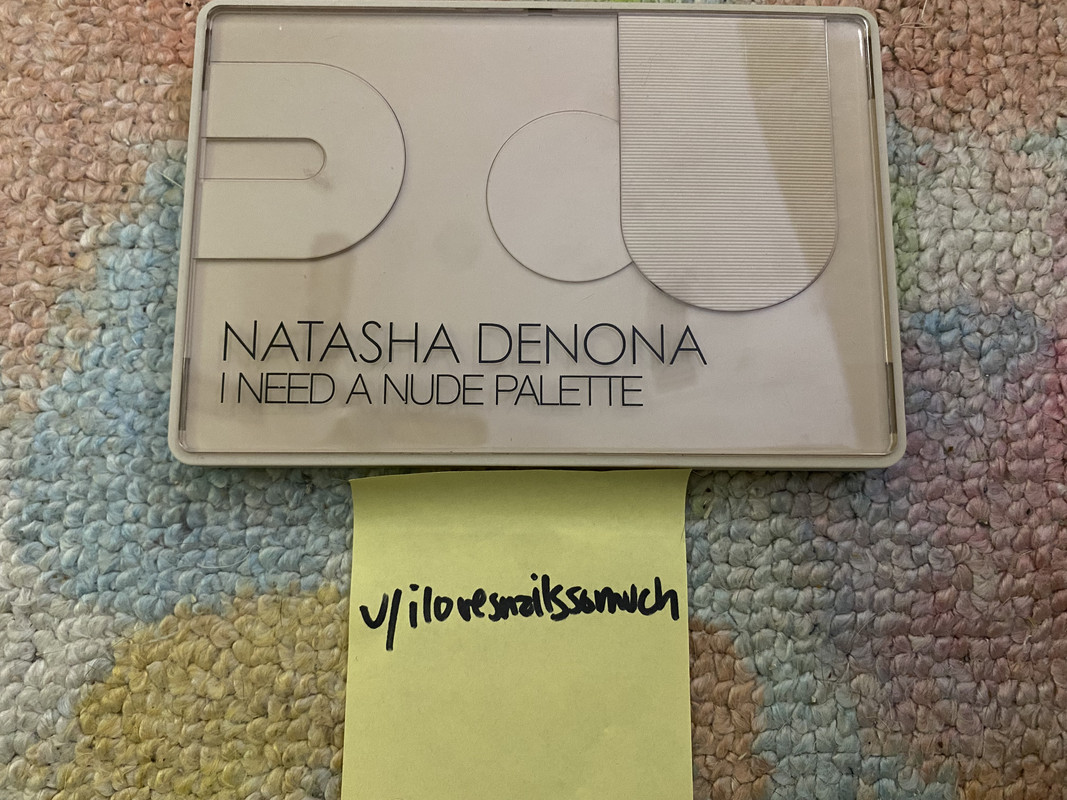 NATASHA DENONA
I NEED A NUDE PALETTE
u/ilovesnailssomuch